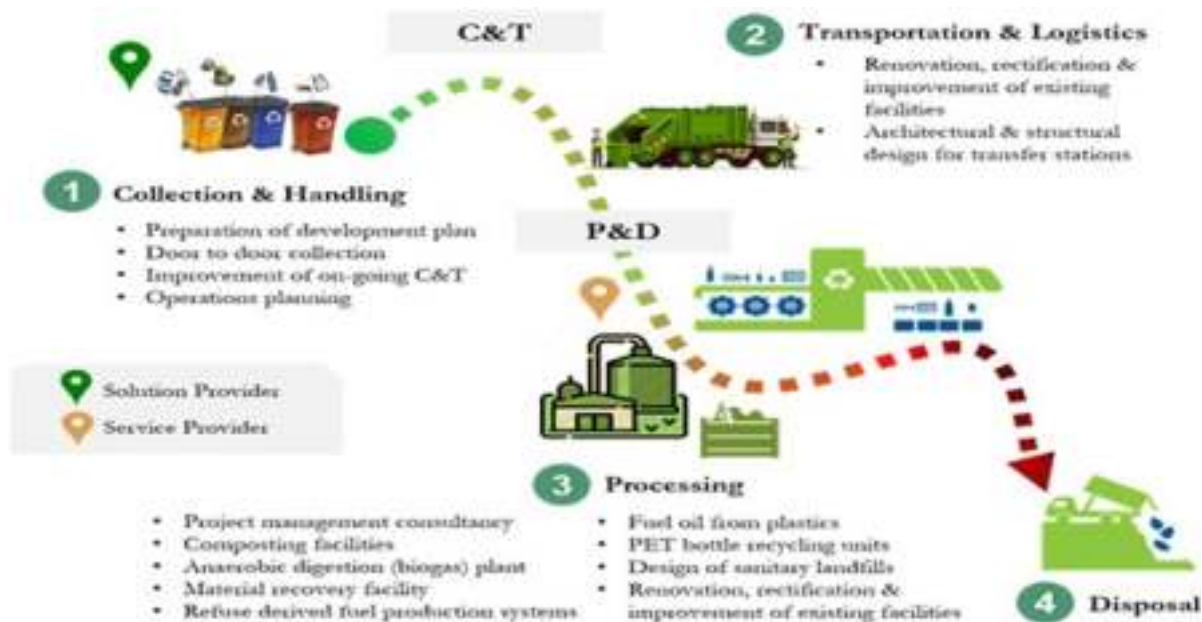 C&T
2 Transportation & Logistics
• Renovation, rectification &
improvement of existing
facilities
• Architectural & structural
design for transfer stations
1 Collection & Handling
• Preparation of development plan
• Door to door collection
• Improvement of on-going C&T
• Operations planning
P&D
Solution Provider
Service Provider
3 Processing
• Project management consultancy
• Composting facilities
• Anaerobic digestion (biogas) plant
• Material recovery facility
• Refuse derived fuel production systems
• Fuel oil from plastics
• PET bottle recycling units
• Design of sanitary landfills
• Renovation, rectification &
improvement of existing facilities
4 Disposal